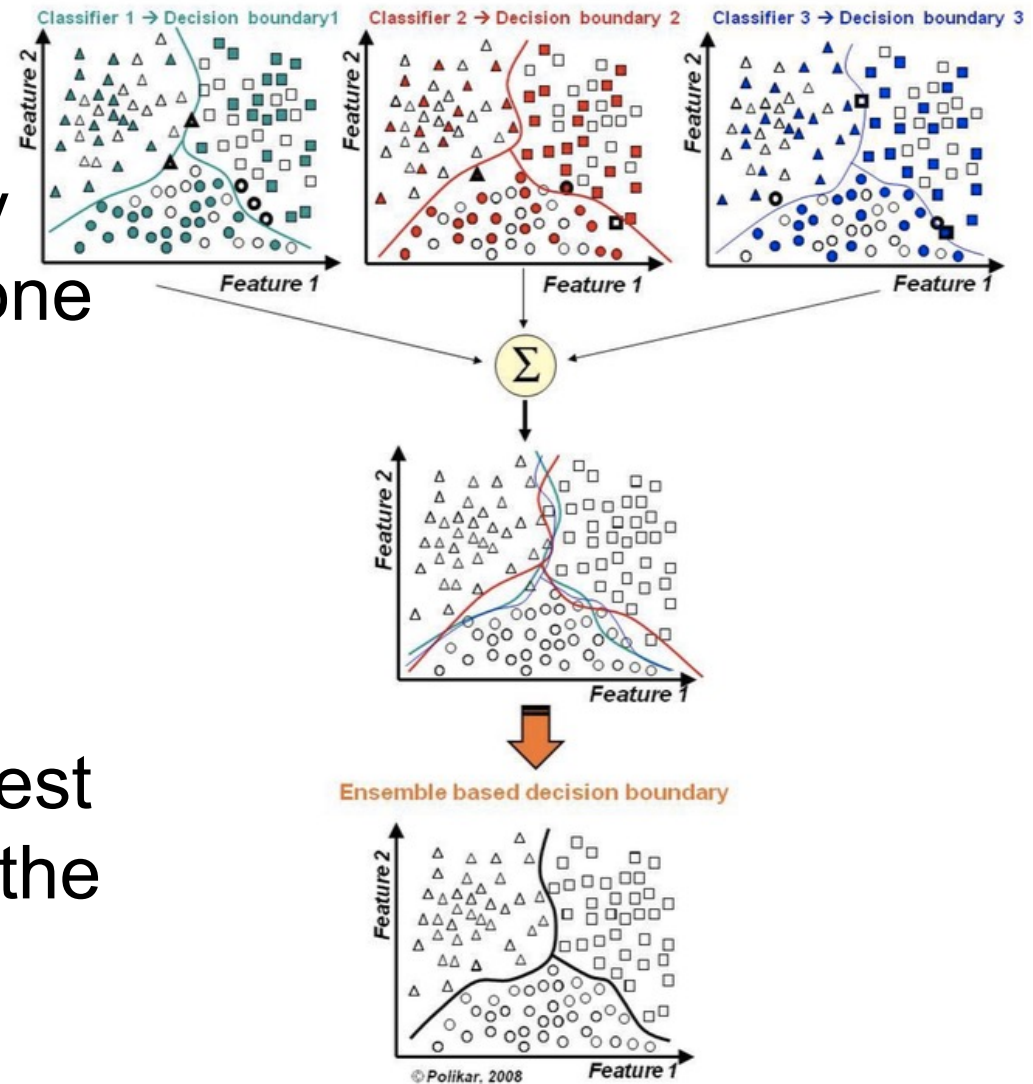 Classifier 1 → Decision boundary1
Classifier 2 → Decision boundary 2
Classifier 3 → Decision boundary 3
Feature 2
Feature 1
Feature 2
Feature 1
Feature 2
Feature 1
y
one
Σ
Feature 2
Feature 1
est
the
Ensemble based decision boundary
Feature 2
Feature 1
©Polikar, 2008